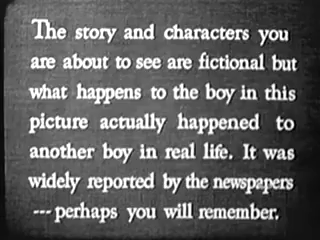 The story and characters you
are about to see are fictional but
what happens to the boy in this
picture actually happened to
another boy in real life. It was
widely reported by the newspapers
--- perhaps you will remember.